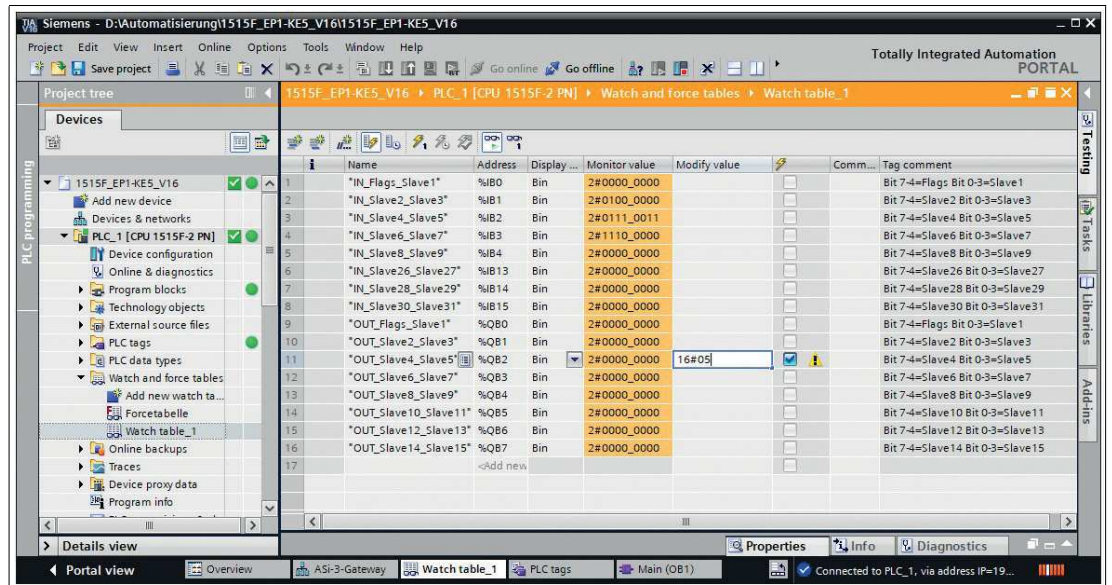 Siemens - D:\Automatisierung\1515F_EP1-KE5_V16\1515F_EP1-KE5_V16
Project Edit View Insert Online Options Tools Window Help
Totally Integrated Automation
PORTAL
Save project
Go online
Go offline
Project tree
1515F_EP1-KE5_V16 ▸ PLC_1 [CPU 1515F-2 PN] ▸ Watch and force tables ▸ Watch table_1
Devices
PLC programming
1515F_EP1-KE5_V16
Add new device
Devices & networks
PLC_1 [CPU 1515F-2 PN]
Device configuration
Online & diagnostics
Program blocks
Technology objects
External source files
PLC tags
PLC data types
Watch and force tables
Add new watch ta...
Forcetabelle
Watch table_1
Online backups
Traces
Device proxy data
Program info
Details view
i Name Address Display ... Monitor value Modify value Comm... Tag comment
1 "IN_Flags_Slave1" %IB0 Bin 2#0000_0000 Bit 7-4=Flags Bit 0-3=Slave1
2 "IN_Slave2_Slave3" %IB1 Bin 2#0100_0000 Bit 7-4=Slave2 Bit 0-3=Slave3
3 "IN_Slave4_Slave5" %IB2 Bin 2#0111_0011 Bit 7-4=Slave4 Bit 0-3=Slave5
4 "IN_Slave6_Slave7" %IB3 Bin 2#1110_0000 Bit 7-4=Slave6 Bit 0-3=Slave7
5 "IN_Slave8_Slave9" %IB4 Bin 2#0000_0000 Bit 7-4=Slave8 Bit 0-3=Slave9
6 "IN_Slave26_Slave27" %IB13 Bin 2#0000_0000 Bit 7-4=Slave26 Bit 0-3=Slave27
7 "IN_Slave28_Slave29" %IB14 Bin 2#0000_0000 Bit 7-4=Slave28 Bit 0-3=Slave29
8 "IN_Slave30_Slave31" %IB15 Bin 2#0000_0000 Bit 7-4=Slave30 Bit 0-3=Slave31
9 "OUT_Flags_Slave1" %QB0 Bin 2#0000_0000 Bit 7-4=Flags Bit 0-3=Slave1
10 "OUT_Slave2_Slave3" %QB1 Bin 2#0000_0000 Bit 7-4=Slave2 Bit 0-3=Slave3
11 "OUT_Slave4_Slave5" %QB2 Bin 2#0000_0000 16#05 Bit 7-4=Slave4 Bit 0-3=Slave5
12 "OUT_Slave6_Slave7" %QB3 Bin 2#0000_0000 Bit 7-4=Slave6 Bit 0-3=Slave7
13 "OUT_Slave8_Slave9" %QB4 Bin 2#0000_0000 Bit 7-4=Slave8 Bit 0-3=Slave9
14 "OUT_Slave10_Slave11" %QB5 Bin 2#0000_0000 Bit 7-4=Slave10 Bit 0-3=Slave11
15 "OUT_Slave12_Slave13" %QB6 Bin 2#0000_0000 Bit 7-4=Slave12 Bit 0-3=Slave13
16 "OUT_Slave14_Slave15" %QB7 Bin 2#0000_0000 Bit 7-4=Slave14 Bit 0-3=Slave15
17 <Add new
Testing
Tasks
Libraries
Add-ins
Properties
Info
Diagnostics
Portal view
Overview
ASi-3-Gateway
Watch table_1
PLC tags
Main (OB1)
Connected to PLC_1, via address IP=19...